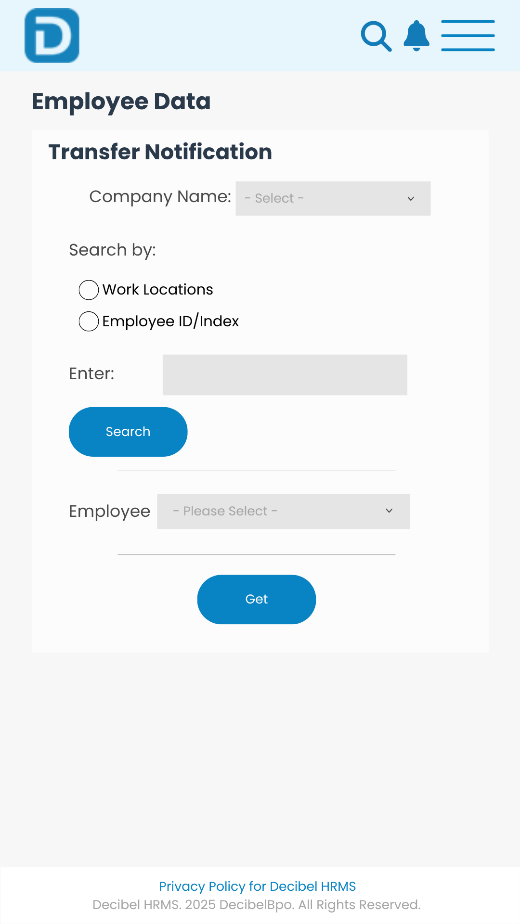 D
Employee Data
Transfer Notification
Company Name: - Select -
Search by:
Work Locations
Employee ID/Index
Enter:
Search
Employee - Please Select -
Get
Privacy Policy for Decibel HRMS
Decibel HRMS. 2025 DecibelBpo. All Rights Reserved.